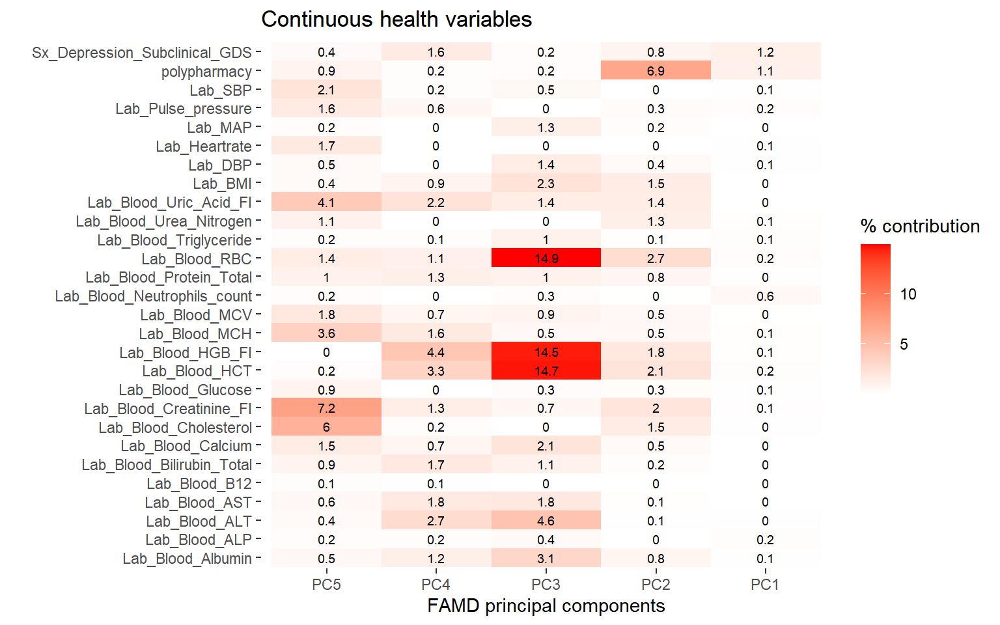 Continuous health variables
Sx_Depression_Subclinical_GDS 0.4 1.6 0.2 0.8 1.2
polypharmacy 0.9 0.2 0.2 6.9 1.1
Lab_SBP 2.1 0.2 0.5 0 0.1
Lab_Pulse_pressure 1.6 0.6 0 0.3 0.2
Lab_MAP 0.2 0 1.3 0.2 0
Lab_Heartrate 1.7 0 0 0 0.1
Lab_DBP 0.5 0 1.4 0.4 0.1
Lab_BMI 0.4 0.9 2.3 1.5 0
Lab_Blood_Uric_Acid_FI 4.1 2.2 1.4 1.4 0
Lab_Blood_Urea_Nitrogen 1.1 0 0 1.3 0.1
Lab_Blood_Triglyceride 0.2 0.1 1 0.1 0.1
Lab_Blood_RBC 1.4 1.1 14.9 2.7 0.2
Lab_Blood_Protein_Total 1 1.3 1 0.8 0
Lab_Blood_Neutrophils_count 0.2 0 0.3 0 0.6
Lab_Blood_MCV 1.8 0.7 0.9 0.5 0
Lab_Blood_MCH 3.6 1.6 0.5 0.5 0.1
Lab_Blood_HGB_FI 0 4.4 14.5 1.8 0.1
Lab_Blood_HCT 0.2 3.3 14.7 2.1 0.2
Lab_Blood_Glucose 0.9 0 0.3 0.3 0.1
Lab_Blood_Creatinine_FI 7.2 1.3 0.7 2 0.1
Lab_Blood_Cholesterol 6 0.2 0 1.5 0
Lab_Blood_Calcium 1.5 0.7 2.1 0.5 0
Lab_Blood_Bilirubin_Total 0.9 1.7 1.1 0.2 0
Lab_Blood_B12 0.1 0.1 0 0 0
Lab_Blood_AST 0.6 1.8 1.8 0.1 0
Lab_Blood_ALT 0.4 2.7 4.6 0.1 0
Lab_Blood_ALP 0.2 0.2 0.4 0 0.2
Lab_Blood_Albumin 0.5 1.2 3.1 0.8 0.1
PC5 PC4 PC3 PC2 PC1
FAMD principal components
% contribution
10
5